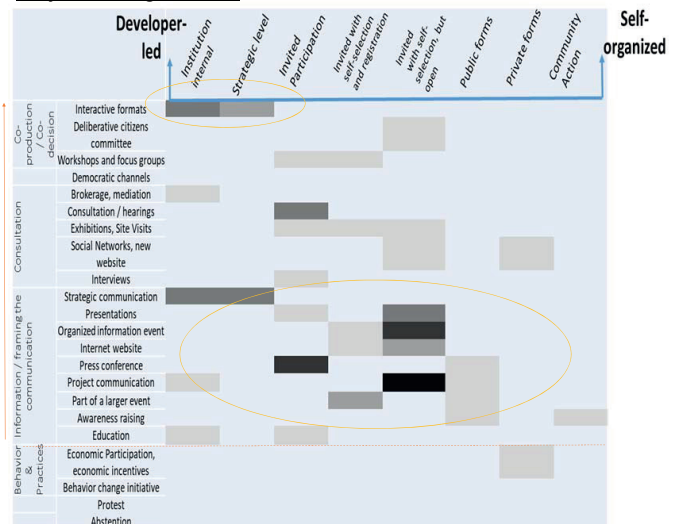 Developer-
led
Institution
internal
Strategic level
Invited
Participation
Invited with
self-selection
and registration
Invited
with self-
selection, but
open
Public forms
Private forms
Community
Action
Self-
organized
Co-
production
/ Co-
decision
Interactive formats
Deliberative citizens
committee
Workshops and focus groups
Democratic channels
Consultation
Brokerage, mediation
Consultation / hearings
Exhibitions, Site Visits
Social Networks, new
website
Interviews
Information / framing the
communication
Strategic communication
Presentations
Organized information event
Internet website
Press conference
Project communication
Part of a larger event
Awareness raising
Education
Behavior
&
Practices
Economic Participation,
economic incentives
Behavior change initiative
Protest
Abstention